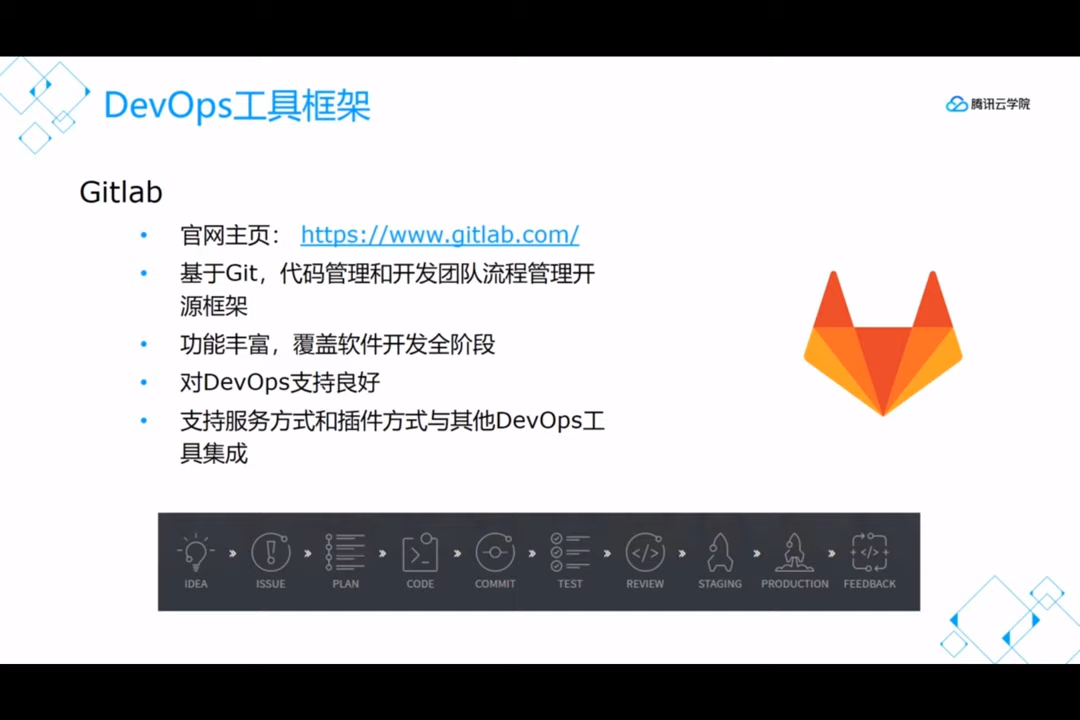 DevOps工具框架
腾讯云学院
Gitlab
• 官网主页： https://www.gitlab.com/
• 基于Git，代码管理和开发团队流程管理开
源框架
• 功能丰富，覆盖软件开发全阶段
• 对DevOps支持良好
• 支持服务方式和插件方式与其他DevOps工
具集成
IDEA ISSUE PLAN CODE COMMIT TEST REVIEW STAGING PRODUCTION FEEDBACK